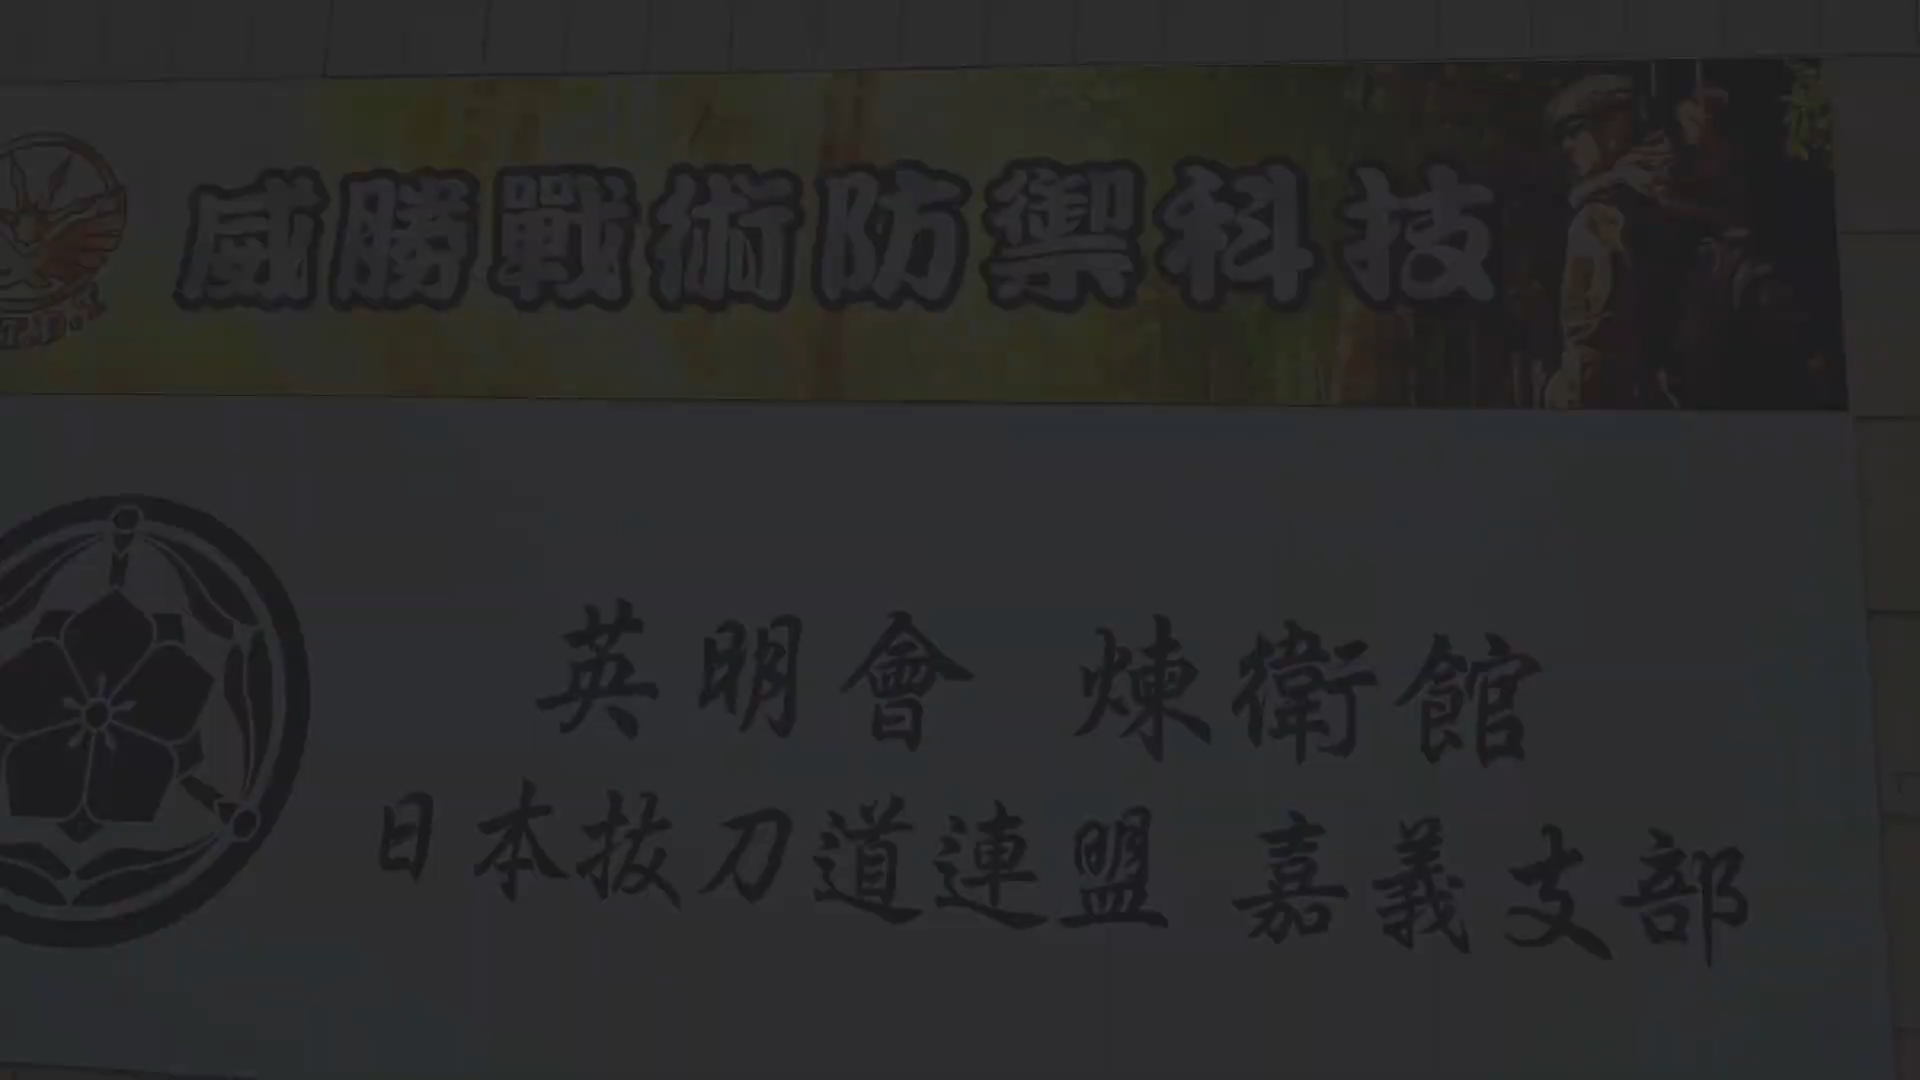 威勝戰術防禦科技
英明會 煉衛館
日本拔刀道連盟 嘉義支部